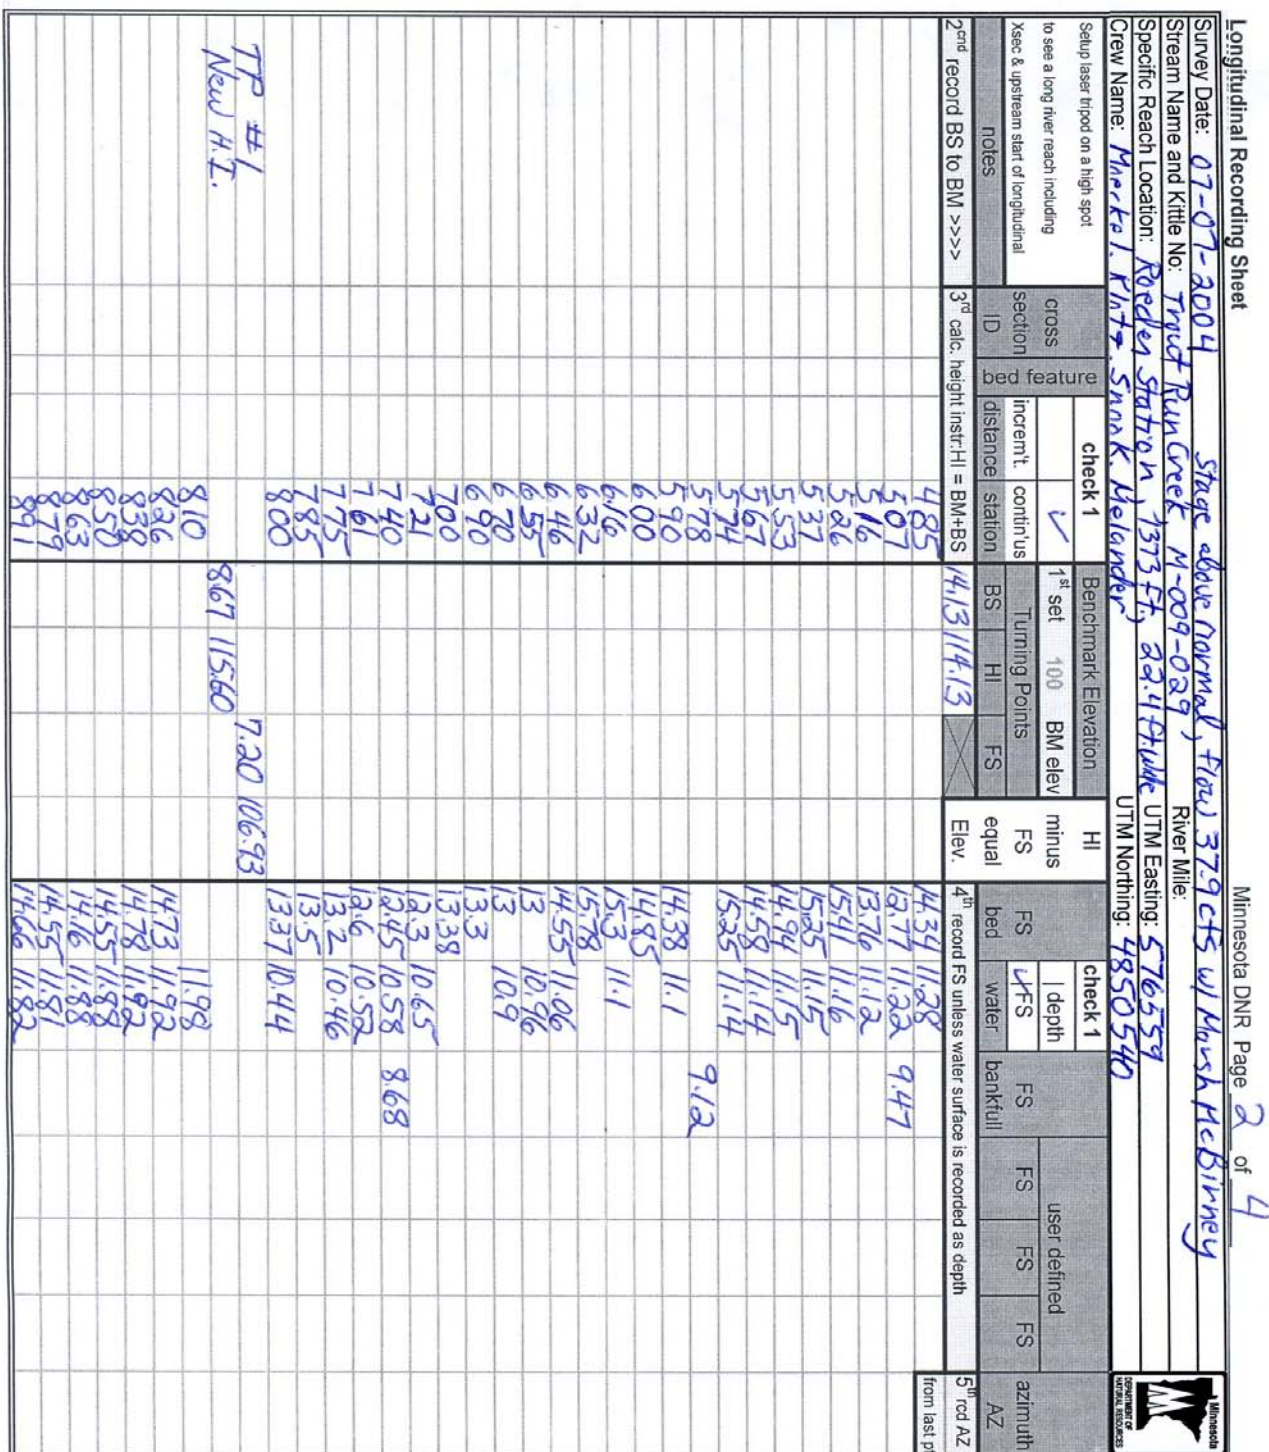 Longitudinal Recording Sheet Minnesota DNR Page 2 of 4
Survey Date: 07-07-2004 Stage above normal, flow 37.9 cfs w/ Marsh McBirney
Stream Name and Kittle No: Trout Run Creek M-009-029, River Mile:
Specific Reach Location: Roeder Station, 1373 ft, 22.4 ft wide UTM Easting: 576559
Crew Name: Melander UTM Northing: 4850540
Minnesota
DEPARTMENT OF
NATURAL RESOURCES
Setup laser tripod on a high spot check 1 Benchmark Elevation HI check 1 user defined azimuth
to see a long river reach including cross bed feature ✓ 1st set 100 BM elev minus depth
Xsec & upstream start of longitudinal section increm't. contin'us Turning Points FS FS ✓FS FS FS FS FS
notes ID distance station BS HI FS equal bed water bankfull AZ
2cnd record BS to BM >>>> 3rd calc. height instr:HI = BM+BS 14.13 114.13 Elev. 4th record FS unless water surface is recorded as depth 5th rcd AZ
from last pt
485 14.34 11.28
507 12.77 11.22 9.47
516 13.76 11.12
526 15.41 11.16
537 15.25 11.15
553 14.94 11.15
567 14.58 11.14
574 15.25 11.14
578 9.12
590 14.38 11.1
600 14.85
616 15.3 11.1
632 15.78
646 14.55 11.06
655 13 10.96
670 13 10.9
690 13.3
700 13.38
721 12.3 10.65
740 12.45 10.58 8.68
761 12.6 10.52
775 13.2 10.46
785 13.5
800 13.37 10.44
TP #1 7.20 106.93
New H.I. 8.67 115.60
810 11.98
826 14.73 11.92
838 14.78 11.92
850 14.55 11.88
863 14.16 11.88
879 14.55 11.81
891 14.66 11.82